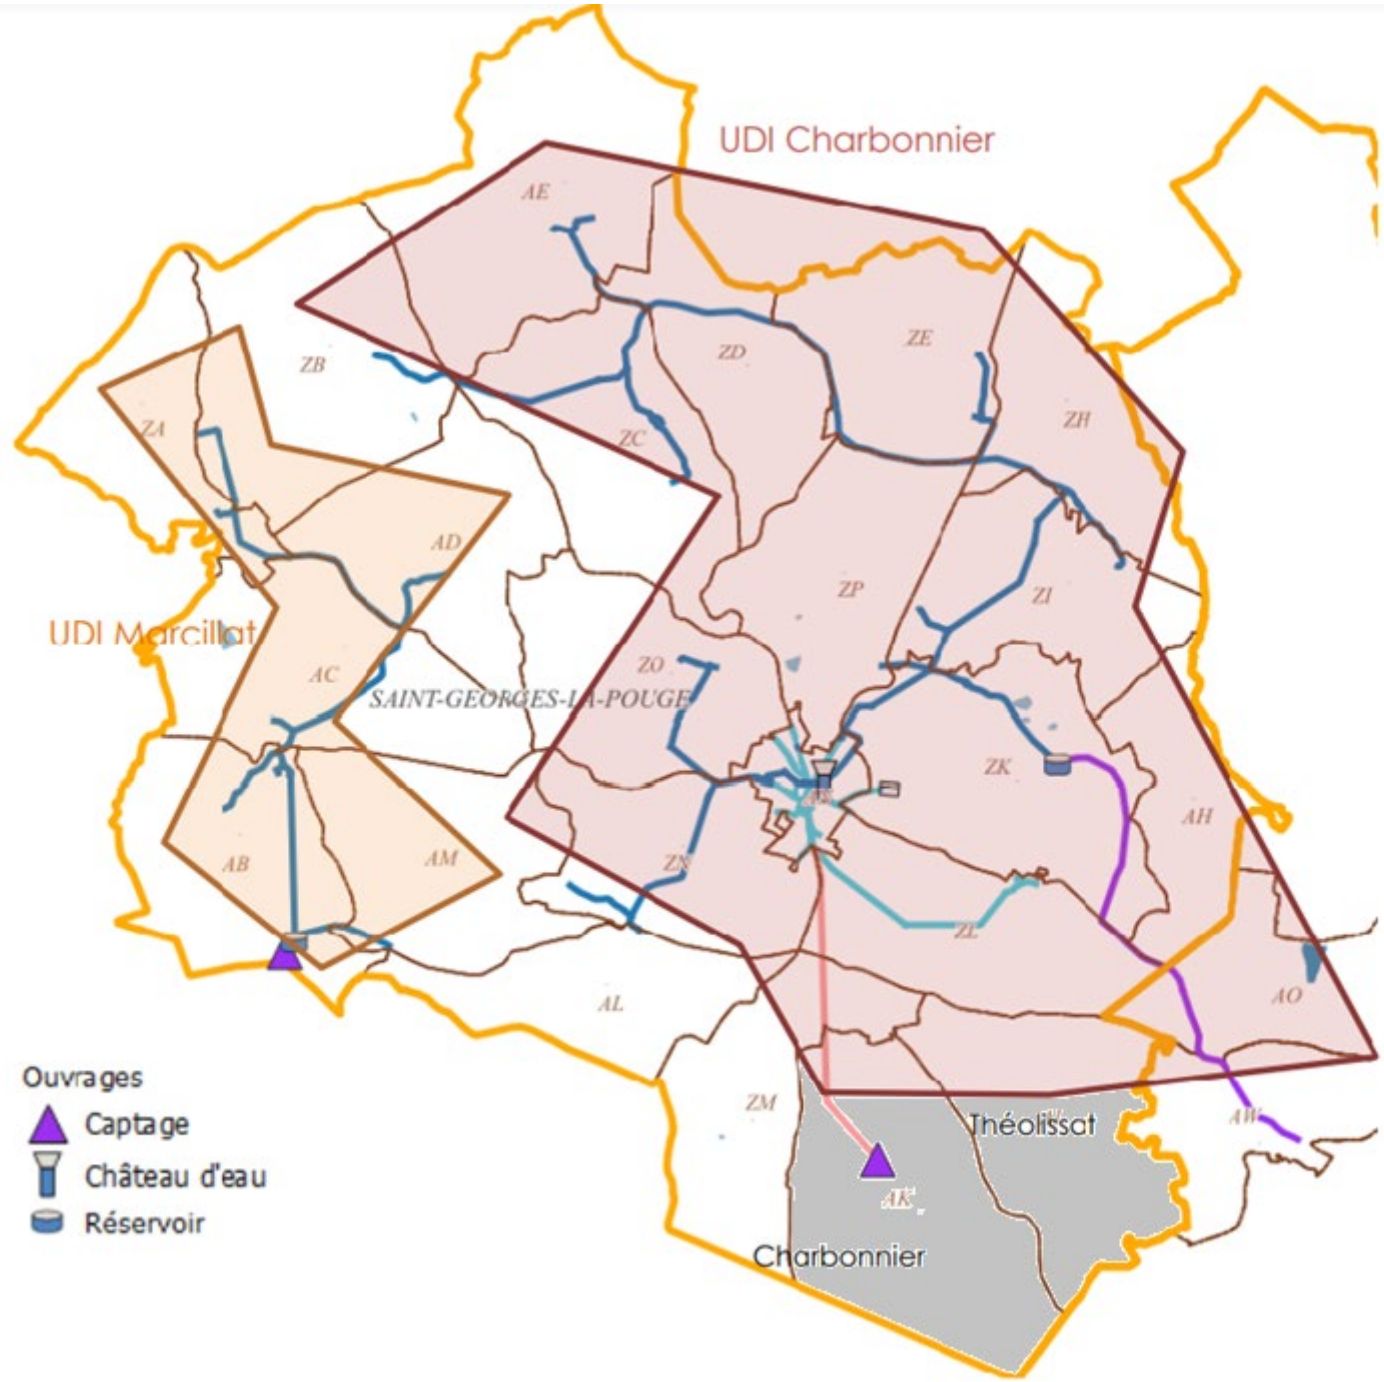 UDI Charbonnier
AE
ZB
ZD
ZE
ZH
ZA
ZC
AD
ZP
ZI
UDI Marcillat
AC
ZO
SAINT-GEORGES-LA-POUGE
ZK
AH
AB
AM
ZN
ZL
AO
AL
Ouvrages
Captage
Château d'eau
Réservoir
ZM
Théolissat
AW
AK
Charbonnier